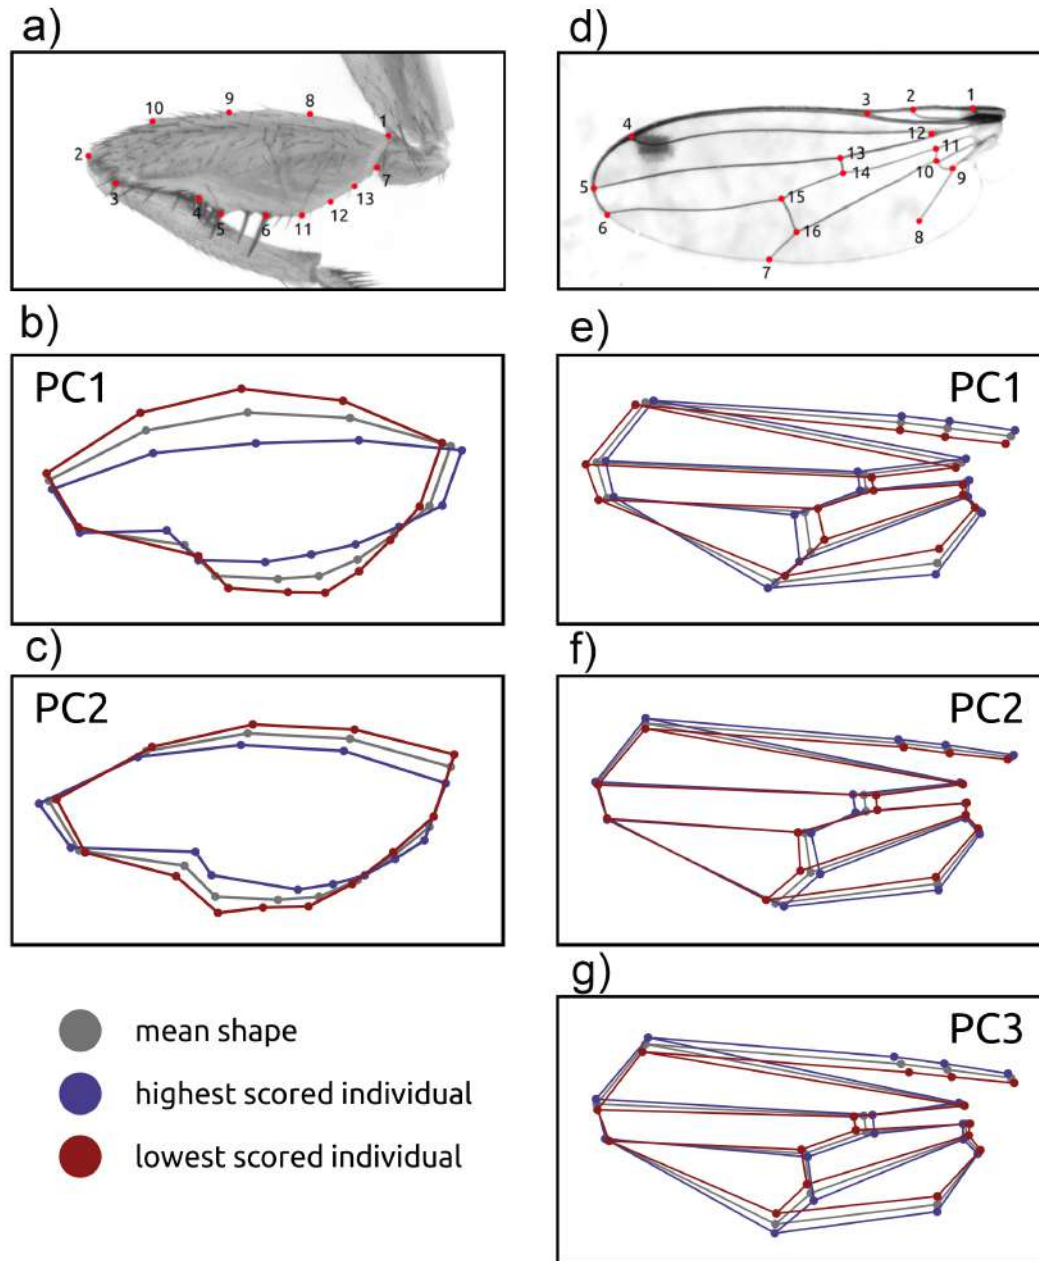 a)
10
9
8
1
2
7
3
13
4
12
5
6
11
d)
3
2
1
4
12
13
11
14
10
9
5
15
6
16
8
7
b)
PC1
e)
PC1
c)
PC2
f)
PC2
g)
PC3
mean shape
highest scored individual
lowest scored individual